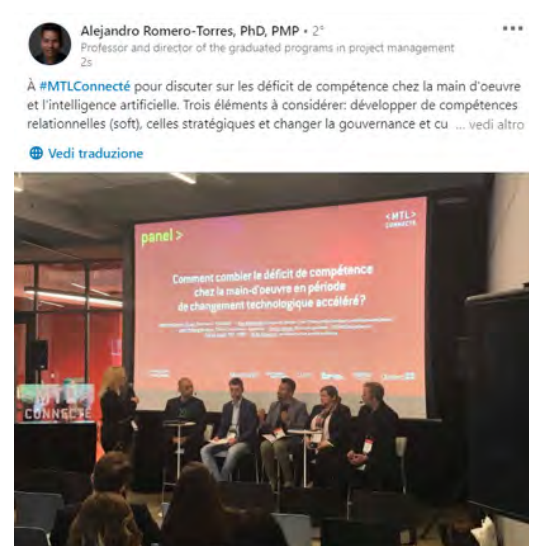 Alejandro Romero-Torres, PhD, PMP • 2°
Professor and director of the graduated programs in project management
2s
À #MTLConnecté pour discuter sur les déficit de compétence chez la main d'oeuvre
et l'intelligence artificielle. Trois éléments à considérer: développer de compétences
relationnelles (soft), celles stratégiques et changer la gouvernance et cu ... vedi altro
Vedi traduzione
<MTL>
CONNECTE
panel >
Comment combler le déficit de compétence
chez la main-d'oeuvre en période
de changement technologique accéléré?
MTL
CONNECTE